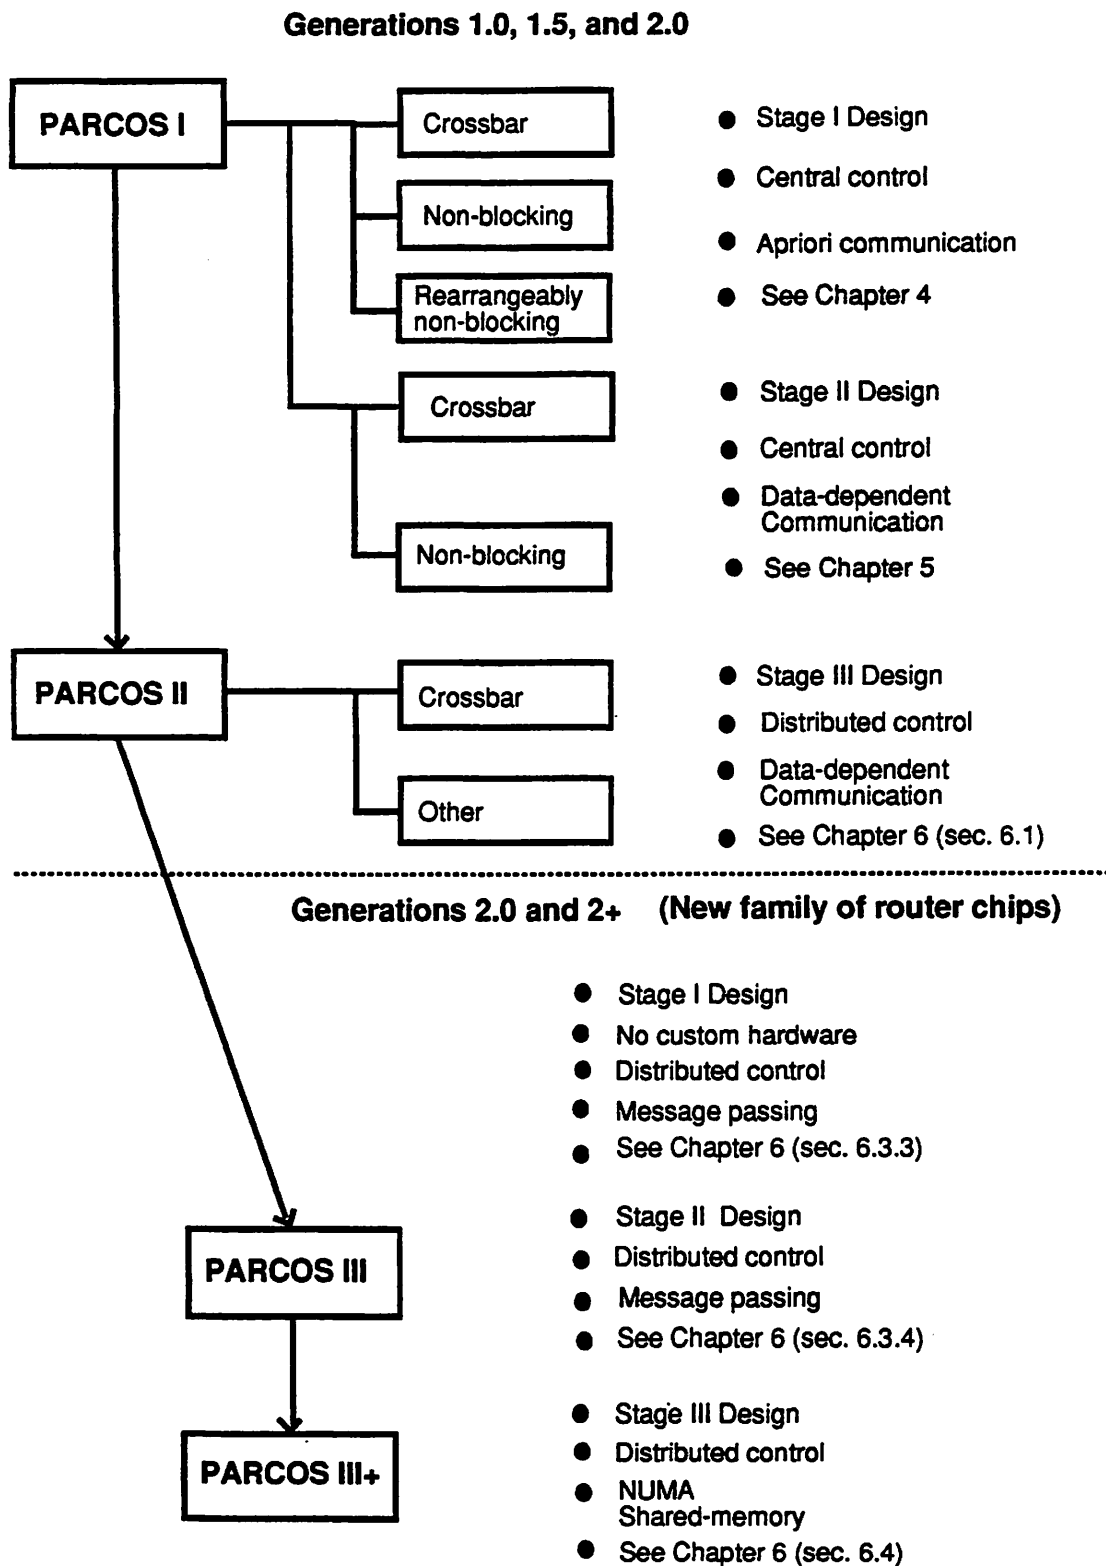 Generations 1.0, 1.5, and 2.0
PARCOS I
Crossbar
Non-blocking
Rearrangeably
non-blocking
● Stage I Design
● Central control
● Apriori communication
● See Chapter 4
Crossbar
Non-blocking
● Stage II Design
● Central control
● Data-dependent
Communication
● See Chapter 5
PARCOS II
Crossbar
Other
● Stage III Design
● Distributed control
● Data-dependent
Communication
● See Chapter 6 (sec. 6.1)
Generations 2.0 and 2+ (New family of router chips)
● Stage I Design
● No custom hardware
● Distributed control
● Message passing
● See Chapter 6 (sec. 6.3.3)
PARCOS III
● Stage II Design
● Distributed control
● Message passing
● See Chapter 6 (sec. 6.3.4)
PARCOS III+
● Stage III Design
● Distributed control
● NUMA
Shared-memory
● See Chapter 6 (sec. 6.4)